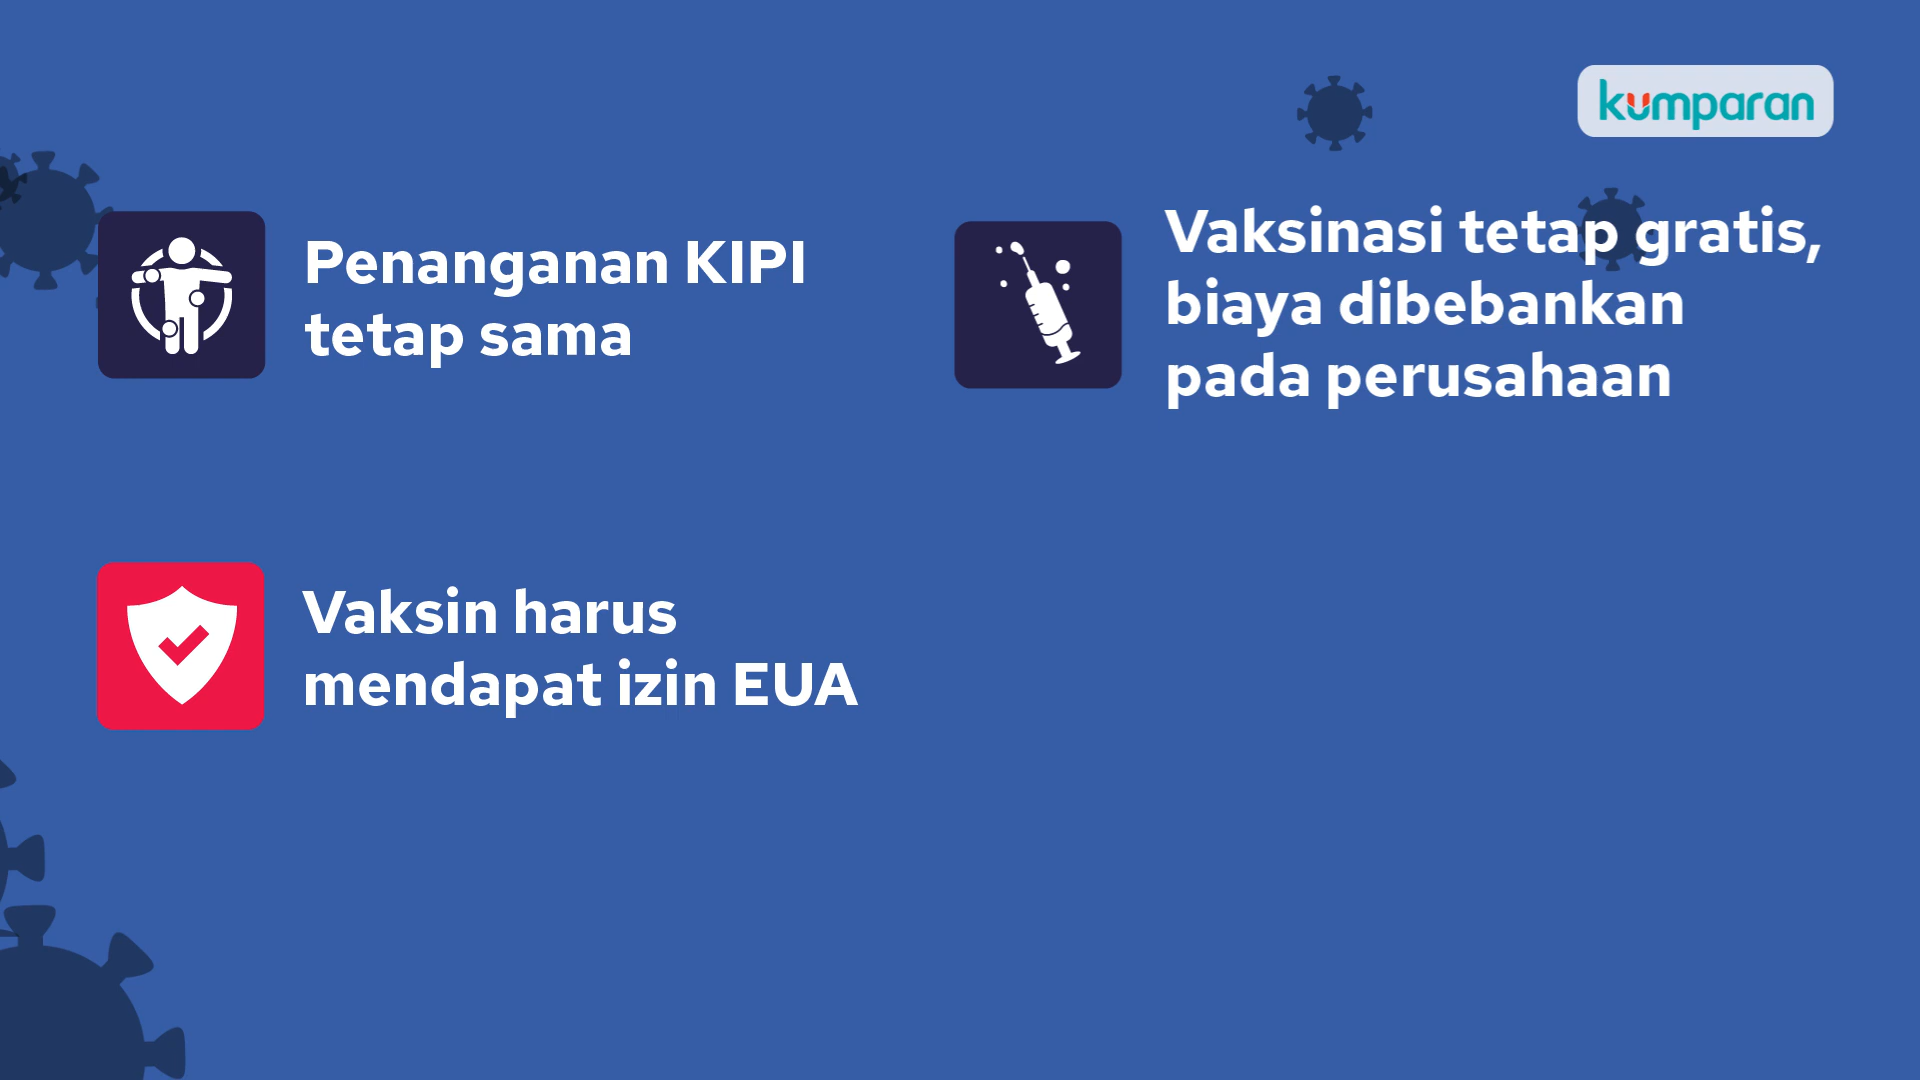 kumparan
Penanganan KIPI
tetap sama
Vaksinasi tetap gratis,
biaya dibebankan
pada perusahaan
Vaksin harus
mendapat izin EUA